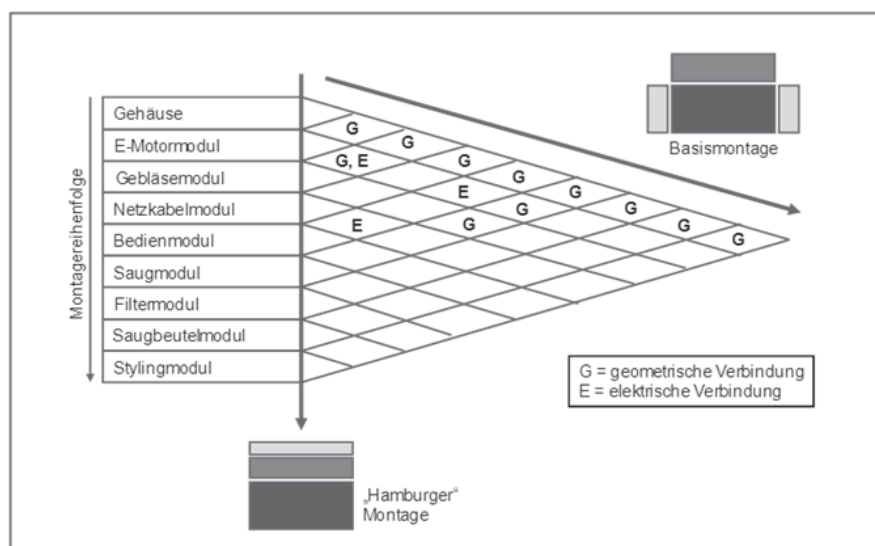 Montagereihenfolge
Gehäuse
E-Motormodul
Gebläsemodul
Netzkabelmodul
Bedienmodul
Saugmodul
Filtermodul
Saugbeutelmodul
Stylingmodul
G
G
G, E
G
G
E
G
G
G
E
G
G
G
Basismontage
G = geometrische Verbindung
E = elektrische Verbindung
„Hamburger“
Montage